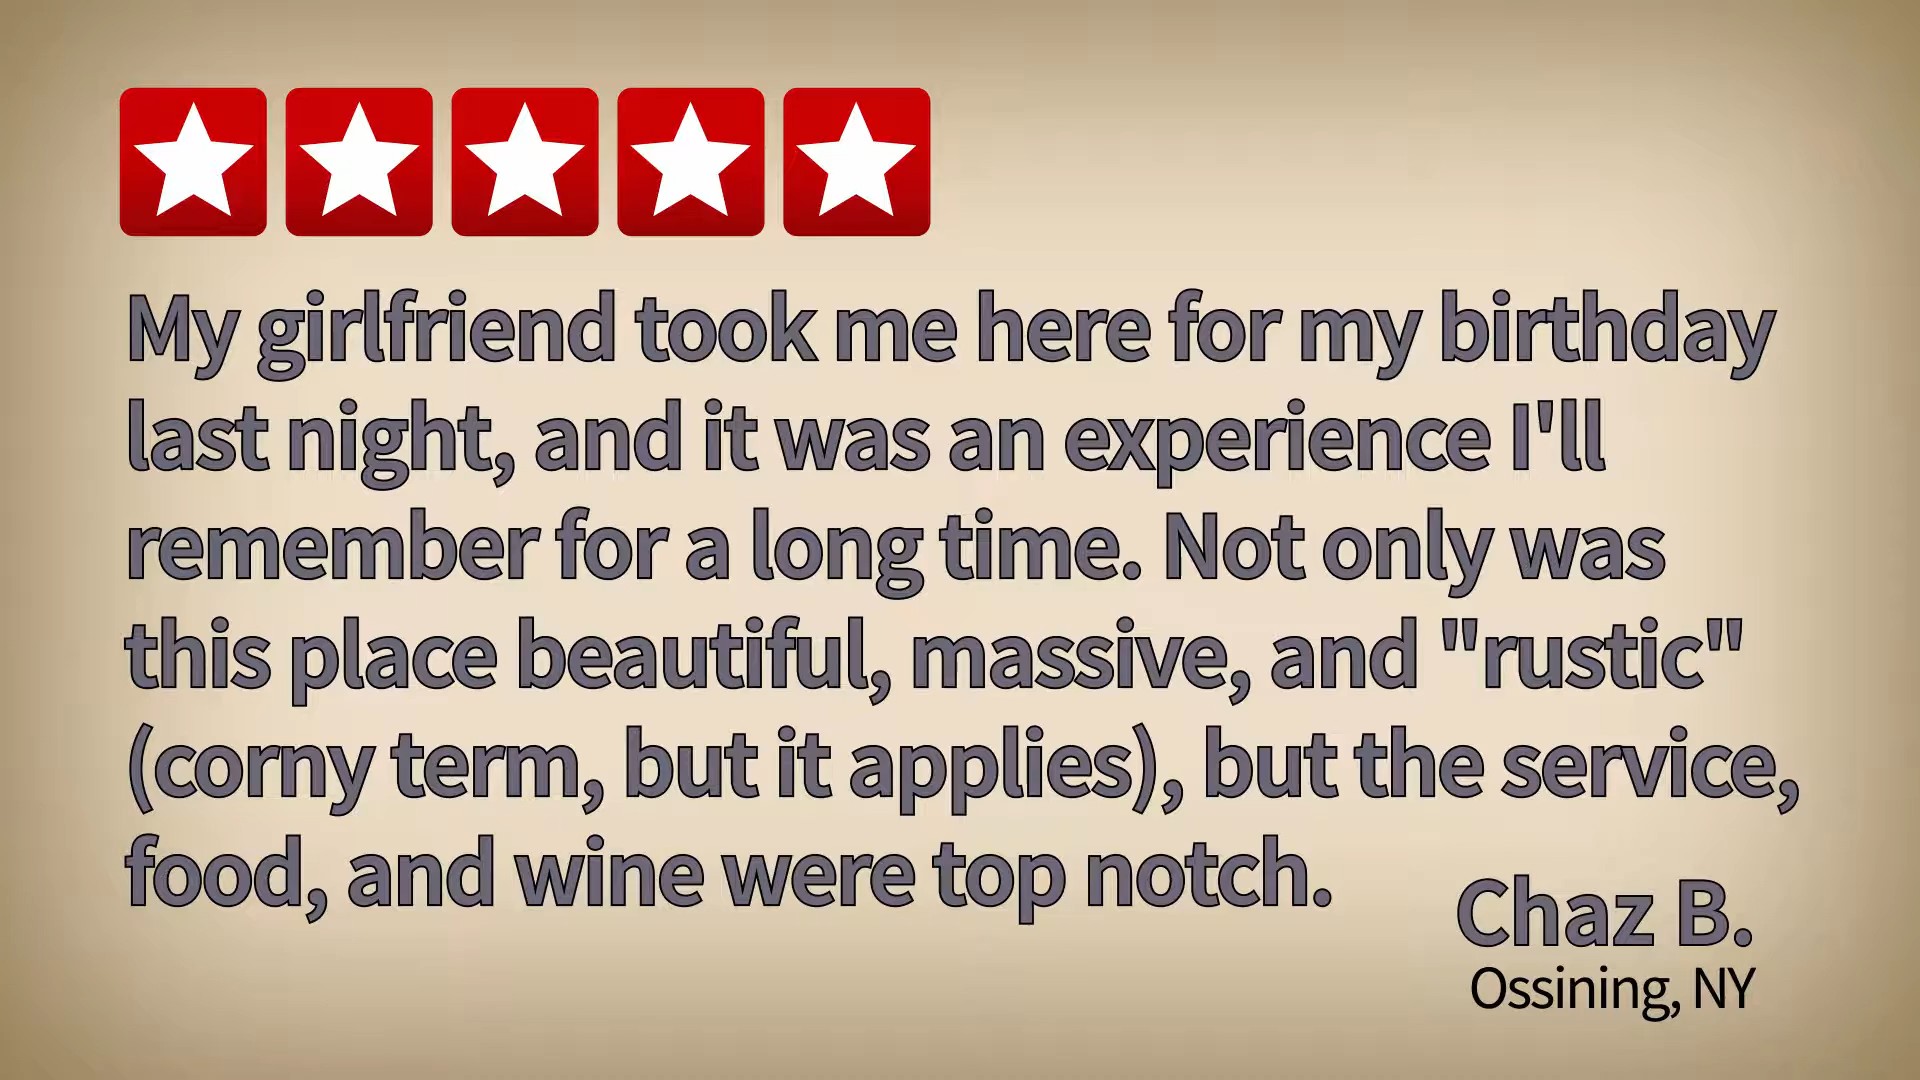 My girlfriend took me here for my birthday
last night, and it was an experience I'll
remember for a long time. Not only was
this place beautiful, massive, and "rustic"
(corny term, but it applies), but the service,
food, and wine were top notch.
Chaz B.
Ossining, NY